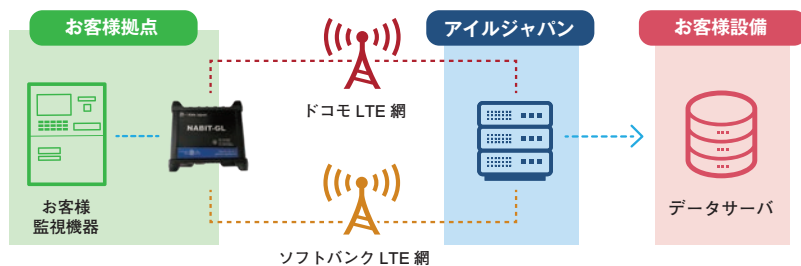 お客様拠点
アイルジャパン
お客様設備
NABIT-GL
ドコモ LTE 網
お客様
監視機器
データサーバ
ソフトバンク LTE 網